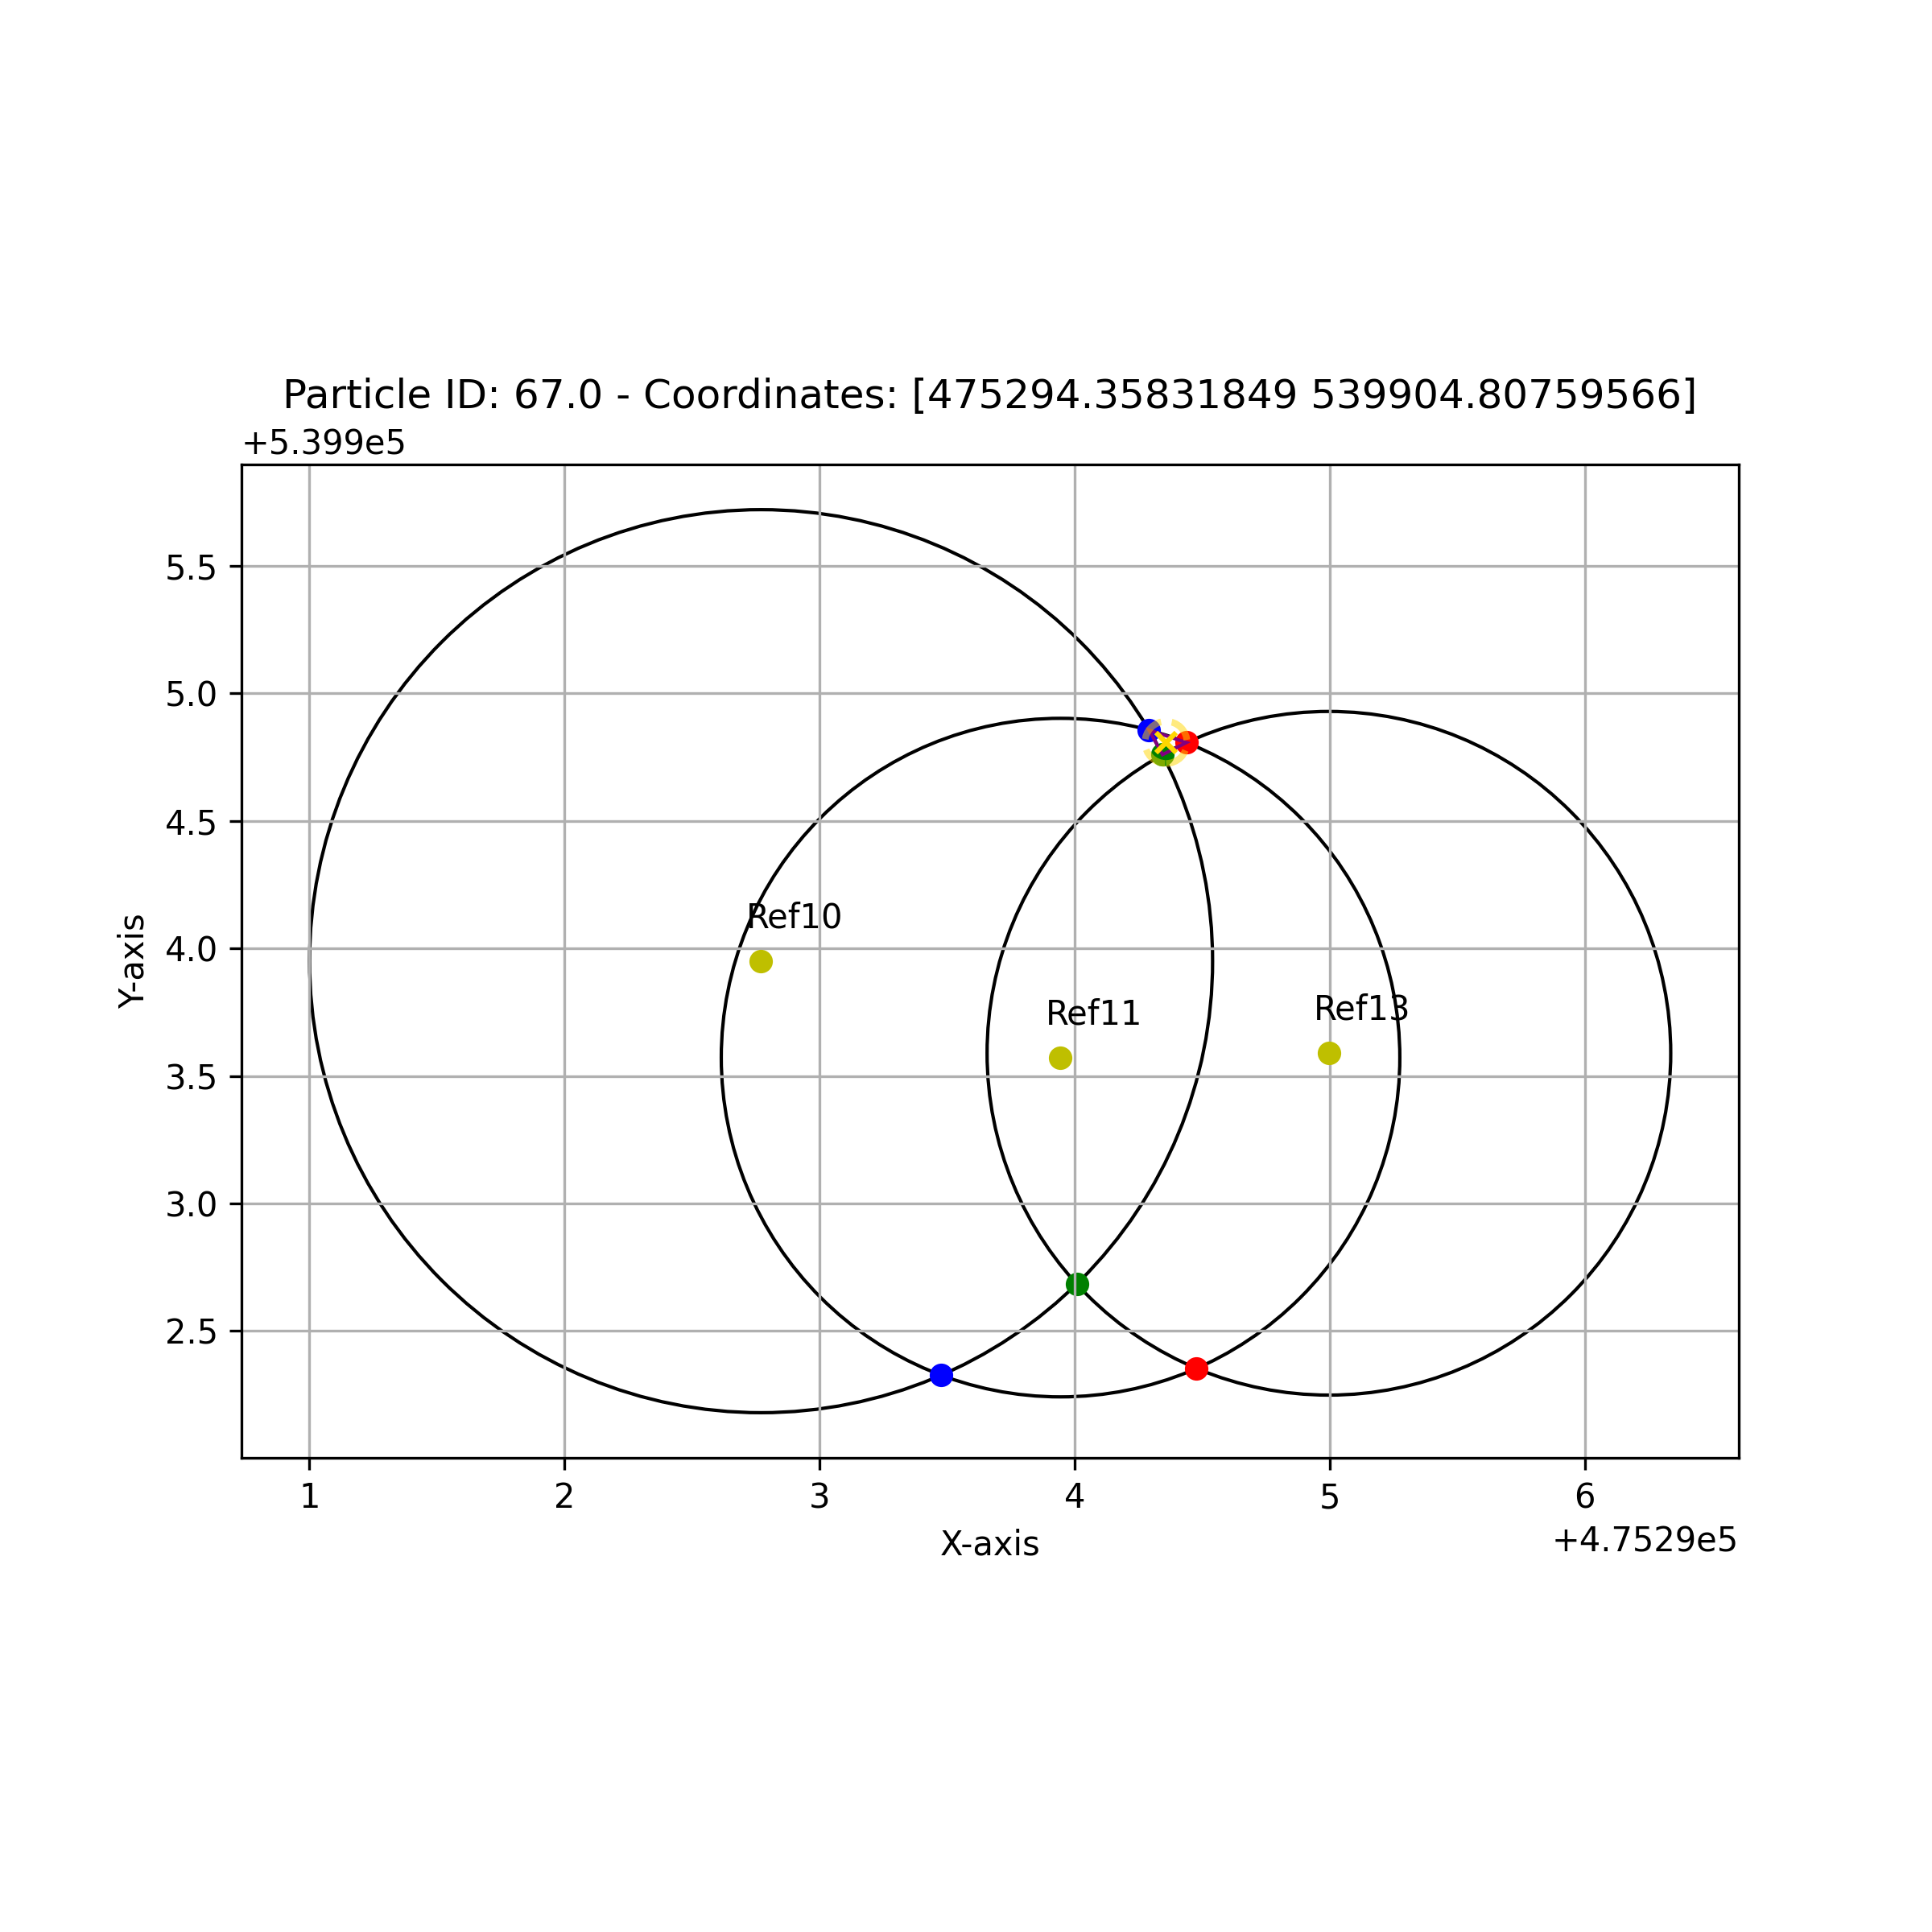 Particle ID: 67.0 - Coordinates: [475294.35831849 539904.80759566]
+5.399e5
5.5
5.0
4.5
4.0
3.5
3.0
2.5
Y-axis
Ref10
Ref11
Ref13
1 2 3 4 5 6
X-axis
+4.7529e5